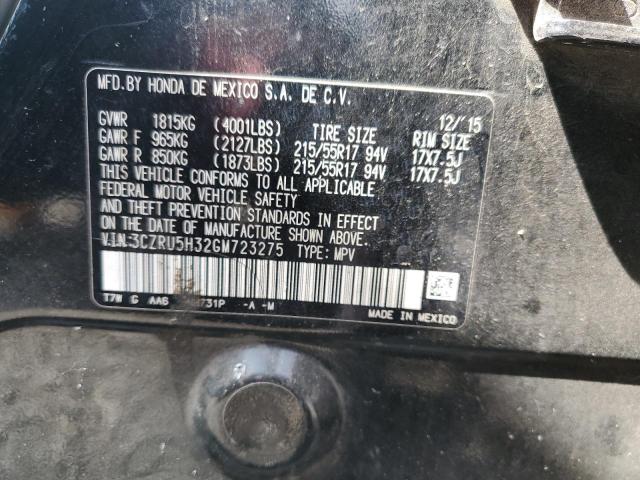 MFD.BY HONDA DE MEXICO S.A. DE C.V.
12/'15
GVWR 1815KG (4001LBS) TIRE SIZE RIM SIZE
GAWR F 965KG (2127LBS) 215/55R17 94V 17X7.5J
GAWR R 850KG (1873LBS) 215/55R17 94V 17X7.5J
THIS VEHICLE CONFORMS TO ALL APPLICABLE
FEDERAL MOTOR VEHICLE SAFETY
AND THEFT PREVENTION STANDARDS IN EFFECT
ON THE DATE OF MANUFACTURE SHOWN ABOVE.
V.I.N:3CZRU5H32GM723275 TYPE: MPV
T7W G AA6 731P -A -M
MADE IN MEXICO